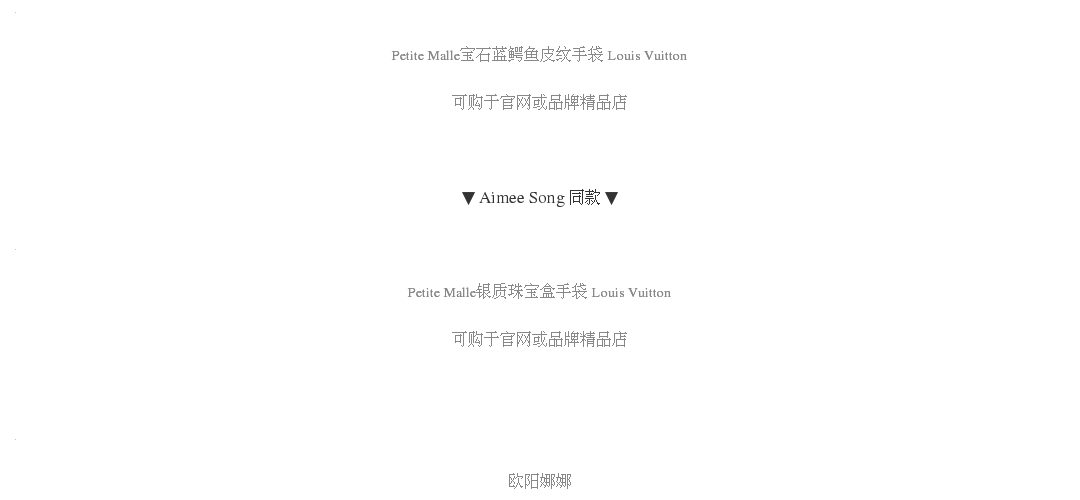 Petite Malle宝石蓝鳄鱼皮纹手袋 Louis Vuitton
可购于官网或品牌精品店
▼ Aimee Song 同款 ▼
Petite Malle银质珠宝盒手袋 Louis Vuitton
可购于官网或品牌精品店
欧阳娜娜